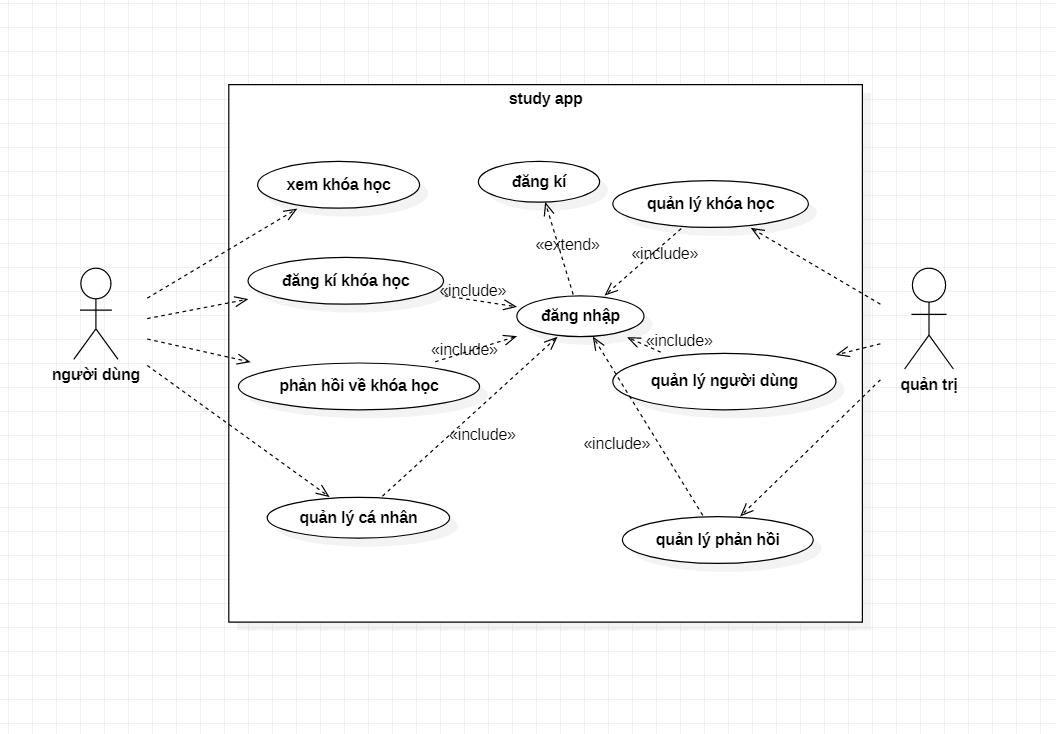 study app
xem khóa học
đăng kí
quản lý khóa học
«extend»
«include»
đăng kí khóa học
«include»
đăng nhập
«include»
«include»
người dùng
phản hồi về khóa học
quản lý người dùng
quản trị
«include»
«include»
quản lý cá nhân
quản lý phản hồi